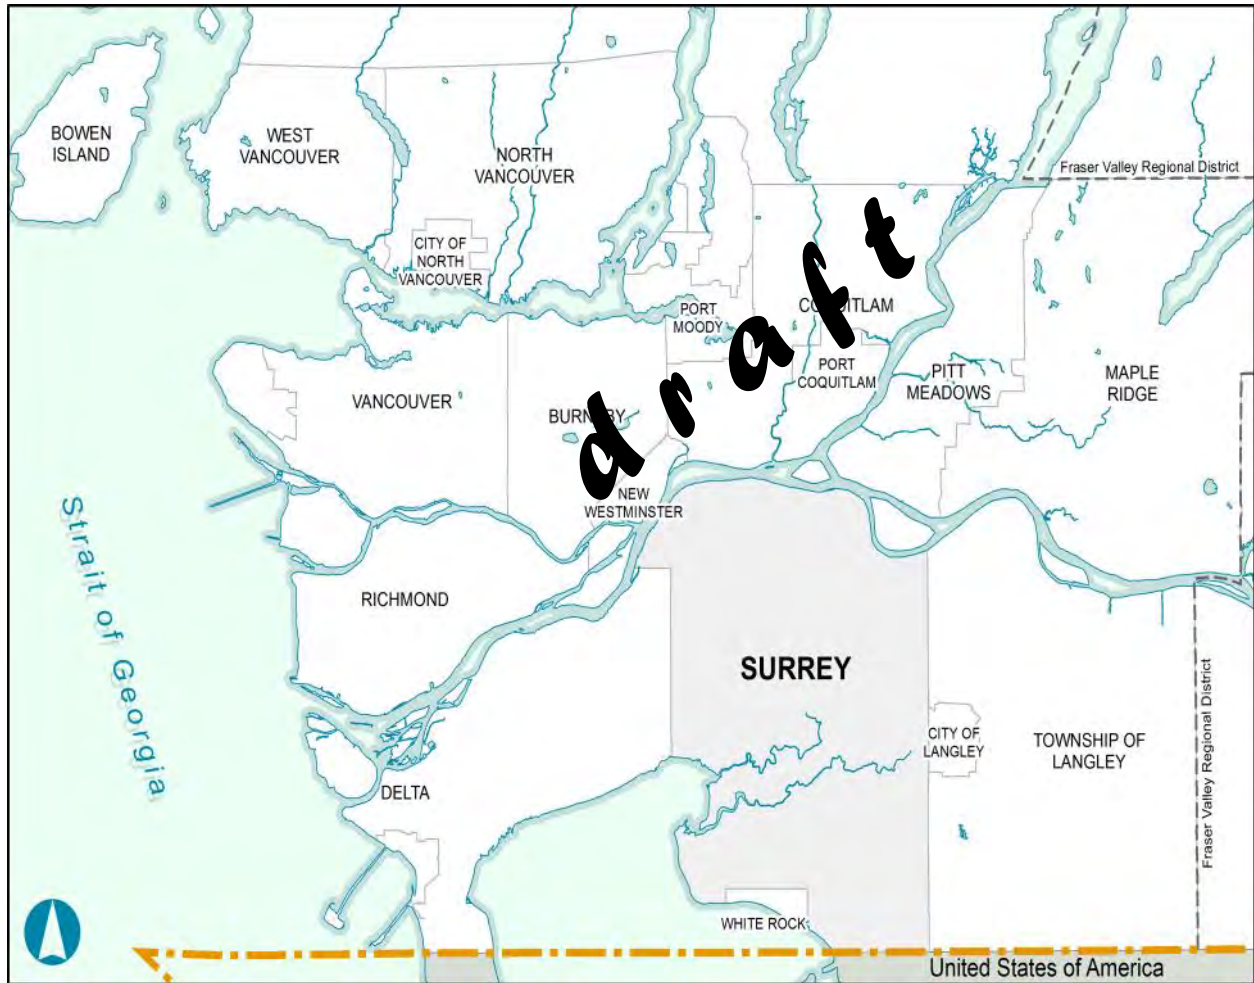 BOWEN
ISLAND
WEST
VANCOUVER
NORTH
VANCOUVER
Fraser Valley Regional District
CITY OF
NORTH
VANCOUVER
draft
PORT
MOODY
COQUITLAM
PORT
COQUITLAM
PITT
MEADOWS
MAPLE
RIDGE
VANCOUVER
BURNABY
NEW
WESTMINSTER
Strait of Georgia
RICHMOND
SURREY
CITY OF
LANGLEY
TOWNSHIP OF
LANGLEY
Fraser Valley Regional District
DELTA
WHITE ROCK
United States of America